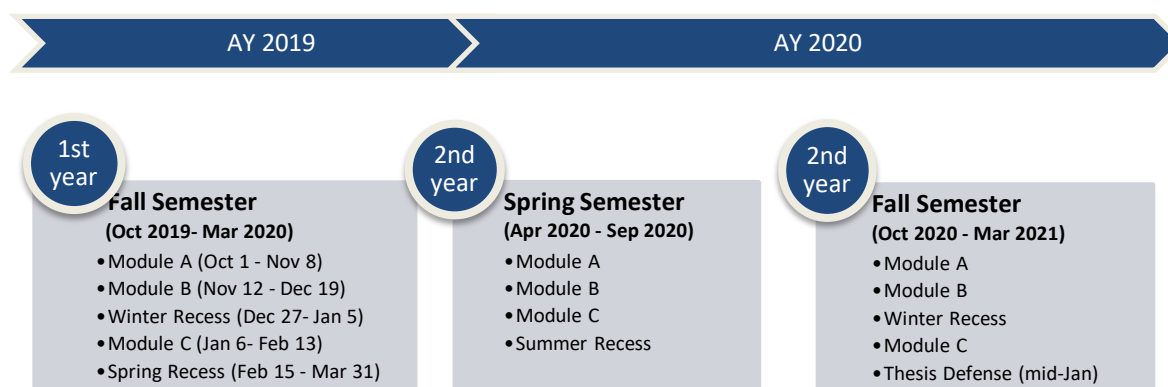 AY 2019
AY 2020
1st
year
Fall Semester
(Oct 2019- Mar 2020)
•Module A (Oct 1 - Nov 8)
•Module B (Nov 12 - Dec 19)
•Winter Recess (Dec 27- Jan 5)
•Module C (Jan 6- Feb 13)
•Spring Recess (Feb 15 - Mar 31)
2nd
year
Spring Semester
(Apr 2020 - Sep 2020)
•Module A
•Module B
•Module C
•Summer Recess
2nd
year
Fall Semester
(Oct 2020 - Mar 2021)
•Module A
•Module B
•Winter Recess
•Module C
•Thesis Defense (mid-Jan)